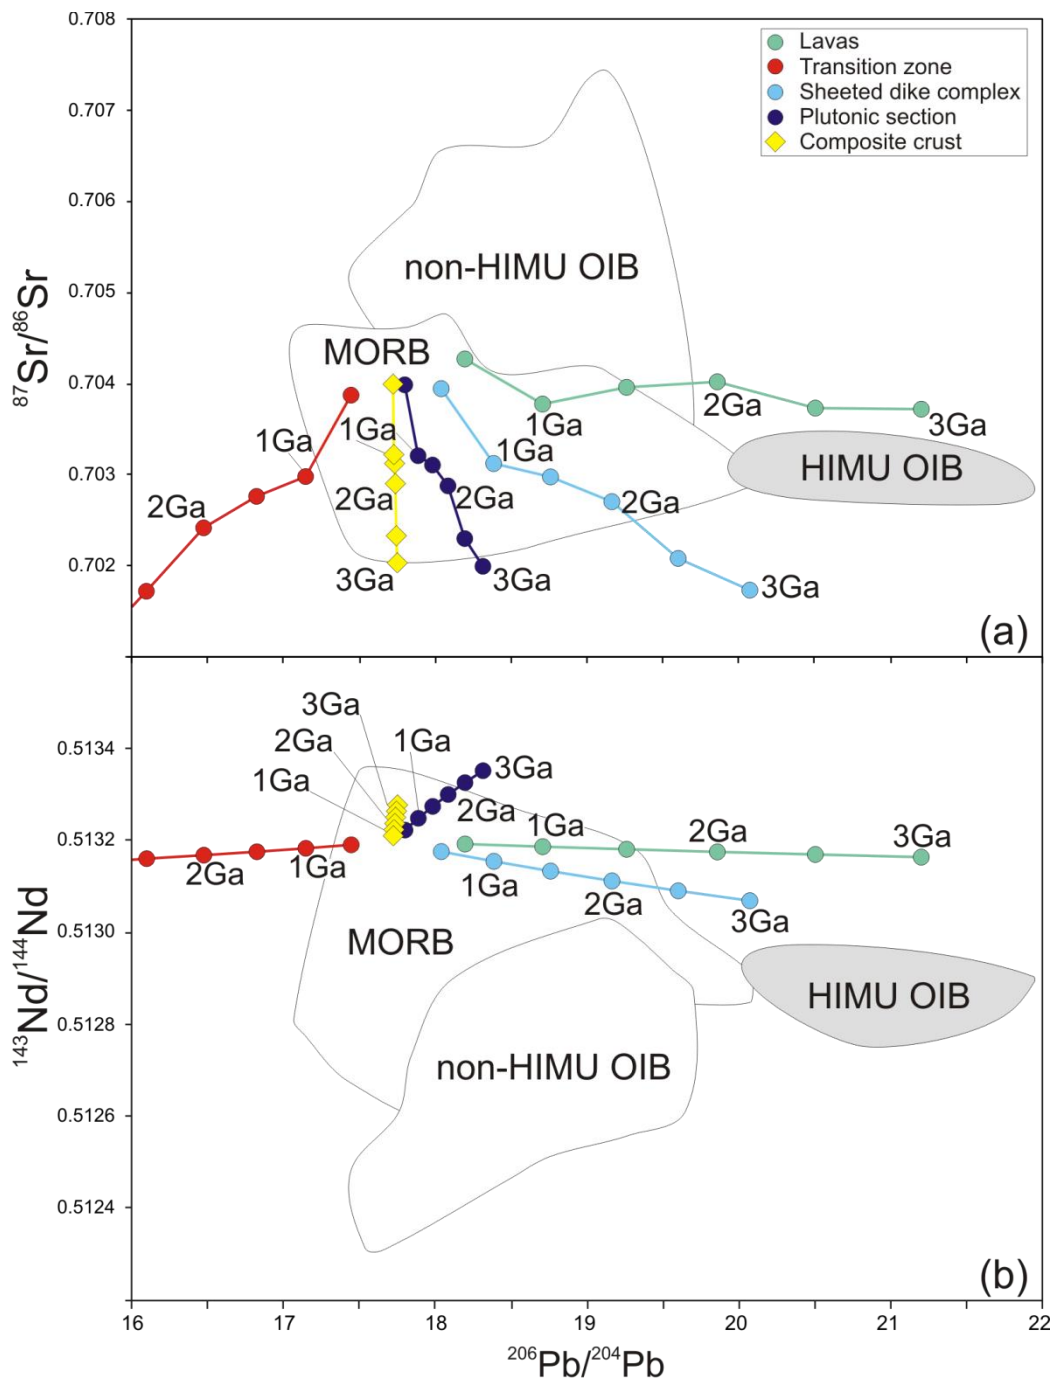 0.708
0.707
0.706
0.705
0.704
0.703
0.702
87Sr/86Sr
Lavas
Transition zone
Sheeted dike complex
Plutonic section
Composite crust
non-HIMU OIB
MORB
HIMU OIB
1Ga
2Ga
1Ga
2Ga
3Ga
2Ga
3Ga
1Ga
2Ga
3Ga
1Ga
2Ga
3Ga
(a)
0.5134
0.5132
0.5130
0.5128
0.5126
0.5124
143Nd/144Nd
3Ga
2Ga
1Ga
1Ga
3Ga
2Ga
1Ga
2Ga
3Ga
2Ga
1Ga
1Ga
2Ga
3Ga
MORB
HIMU OIB
non-HIMU OIB
(b)
16
17
18
19
20
21
22
206Pb/204Pb